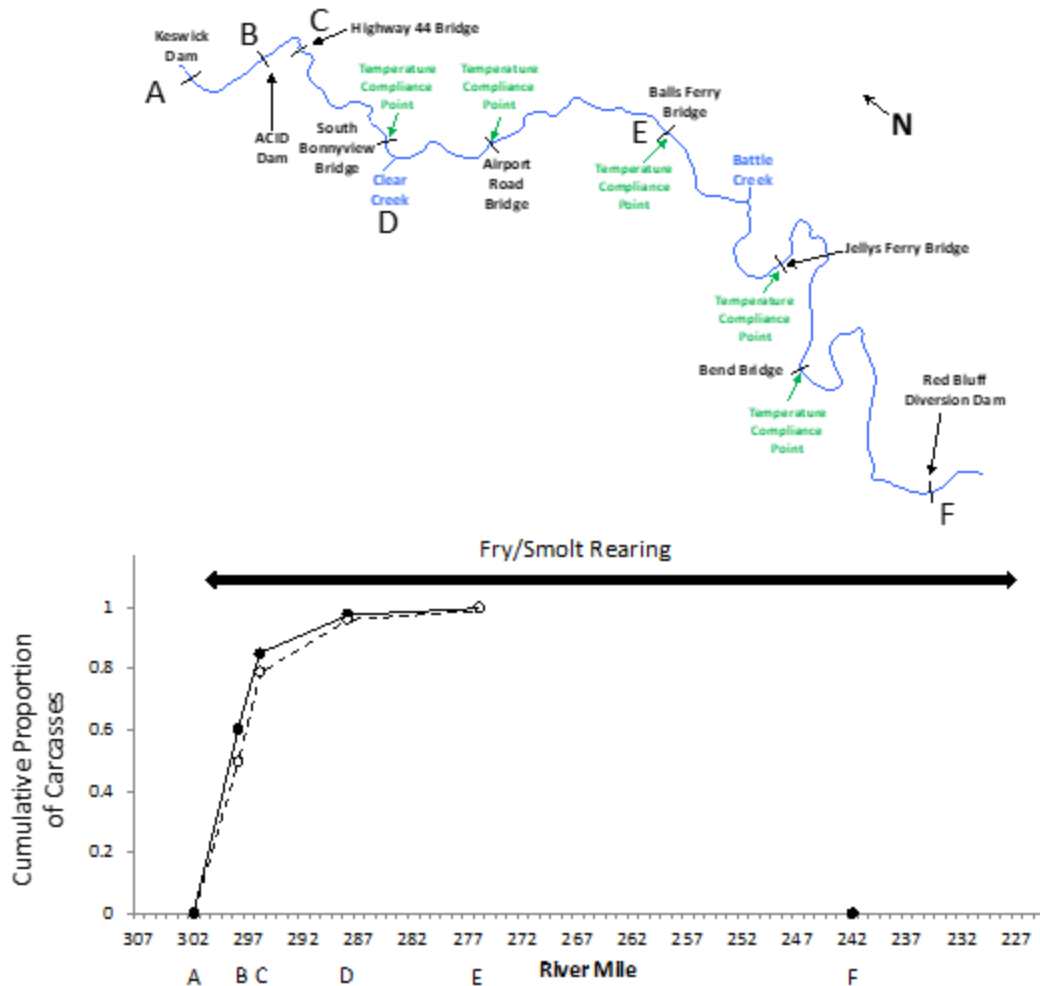 A
Keswick
Dam
B
C
Highway 44 Bridge
ACID
Dam
Temperature
Compliance
Point
South
Bonnyview
Bridge
Clear
Creek
D
Temperature
Compliance
Point
Airport
Road
Bridge
Balls Ferry
Bridge
E
Temperature
Compliance
Point
N
Battle
Creek
Jellys Ferry Bridge
Temperature
Compliance
Point
Bend Bridge
Temperature
Compliance
Point
Red Bluff
Diversion Dam
F
Fry/Smolt Rearing
Cumulative Proportion
of Carcasses
1
0.8
0.6
0.4
0.2
0
307 302 297 292 287 282 277 272 267 262 257 252 247 242 237 232 227
River Mile
A B C D E F